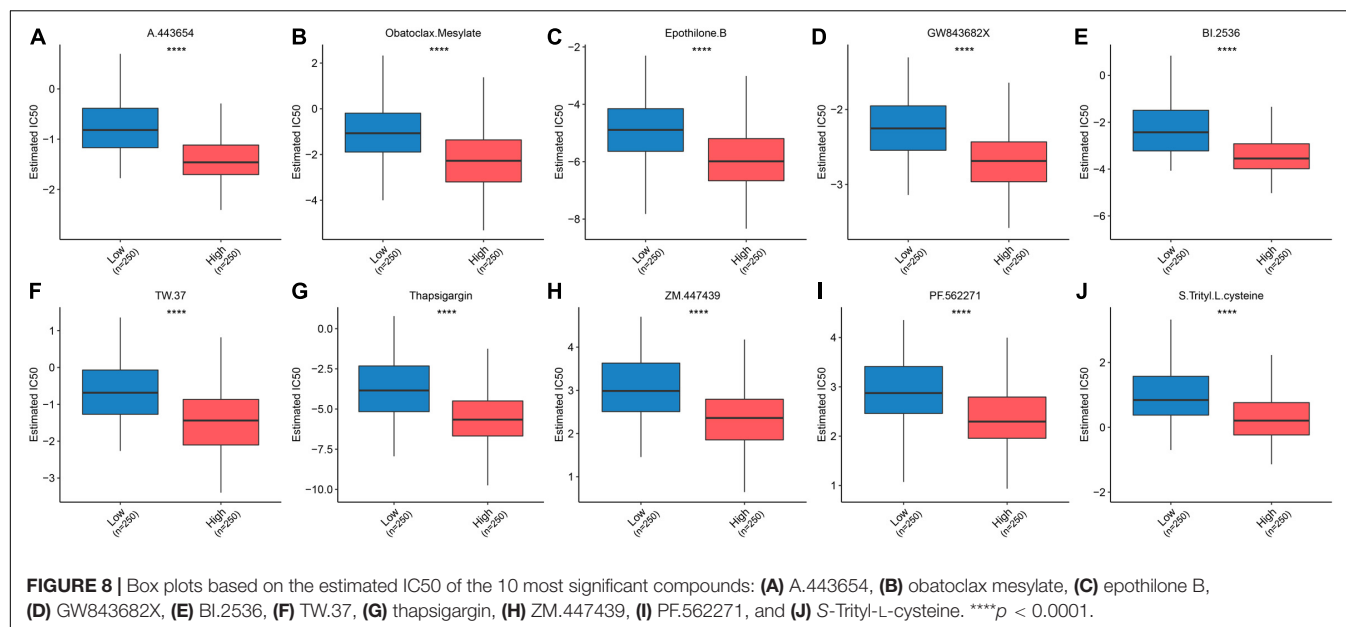 A
A.443654
****
Estimated IC50
0
−1
−2
Low
(n=250)
High
(n=250)
B
Obatoclax.Mesylate
****
Estimated IC50
2
0
−2
−4
Low
(n=250)
High
(n=250)
C
Epothilone.B
****
Estimated IC50
−2
−4
−6
−8
Low
(n=250)
High
(n=250)
D
GW843682X
****
Estimated IC50
−2
−3
Low
(n=250)
High
(n=250)
E
BI.2536
****
Estimated IC50
0
−2
−4
−6
Low
(n=250)
High
(n=250)
F
TW.37
****
Estimated IC50
1
0
−1
−2
−3
Low
(n=250)
High
(n=250)
G
Thapsigargin
****
Estimated IC50
0.0
−2.5
−5.0
−7.5
−10.0
Low
(n=250)
High
(n=250)
H
ZM.447439
****
Estimated IC50
4
3
2
1
Low
(n=250)
High
(n=250)
I
PF.562271
****
Estimated IC50
4
3
2
1
Low
(n=250)
High
(n=250)
J
S.Trityl.L.cysteine
****
Estimated IC50
2
0
−2
Low
(n=250)
High
(n=250)
FIGURE 8 | Box plots based on the estimated IC50 of the 10 most significant compounds: (A) A.443654, (B) obatoclax mesylate, (C) epothilone B,
(D) GW843682X, (E) BI.2536, (F) TW.37, (G) thapsigargin, (H) ZM.447439, (I) PF.562271, and (J) S-Trityl-L-cysteine. ****p < 0.0001.